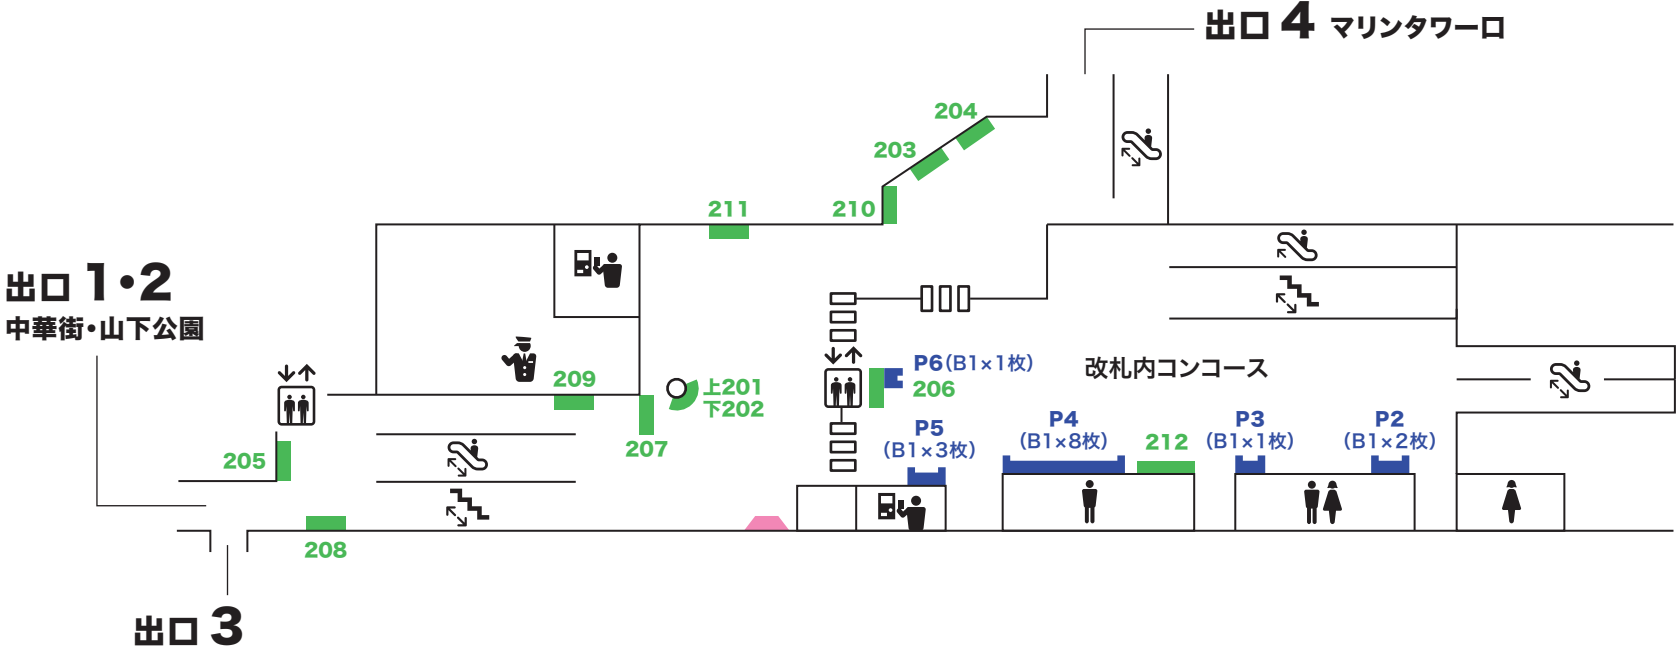 出口 4 マリンタワー口
204
203
211
210
出口 1・2
中華街・山下公園
P6(B1×1枚)
206
改札内コンコース
209
上201
下202
207
P5
(B1×3枚)
P4
(B1×8枚)
212
P3
(B1×1枚)
P2
(B1×2枚)
205
208
出口 3